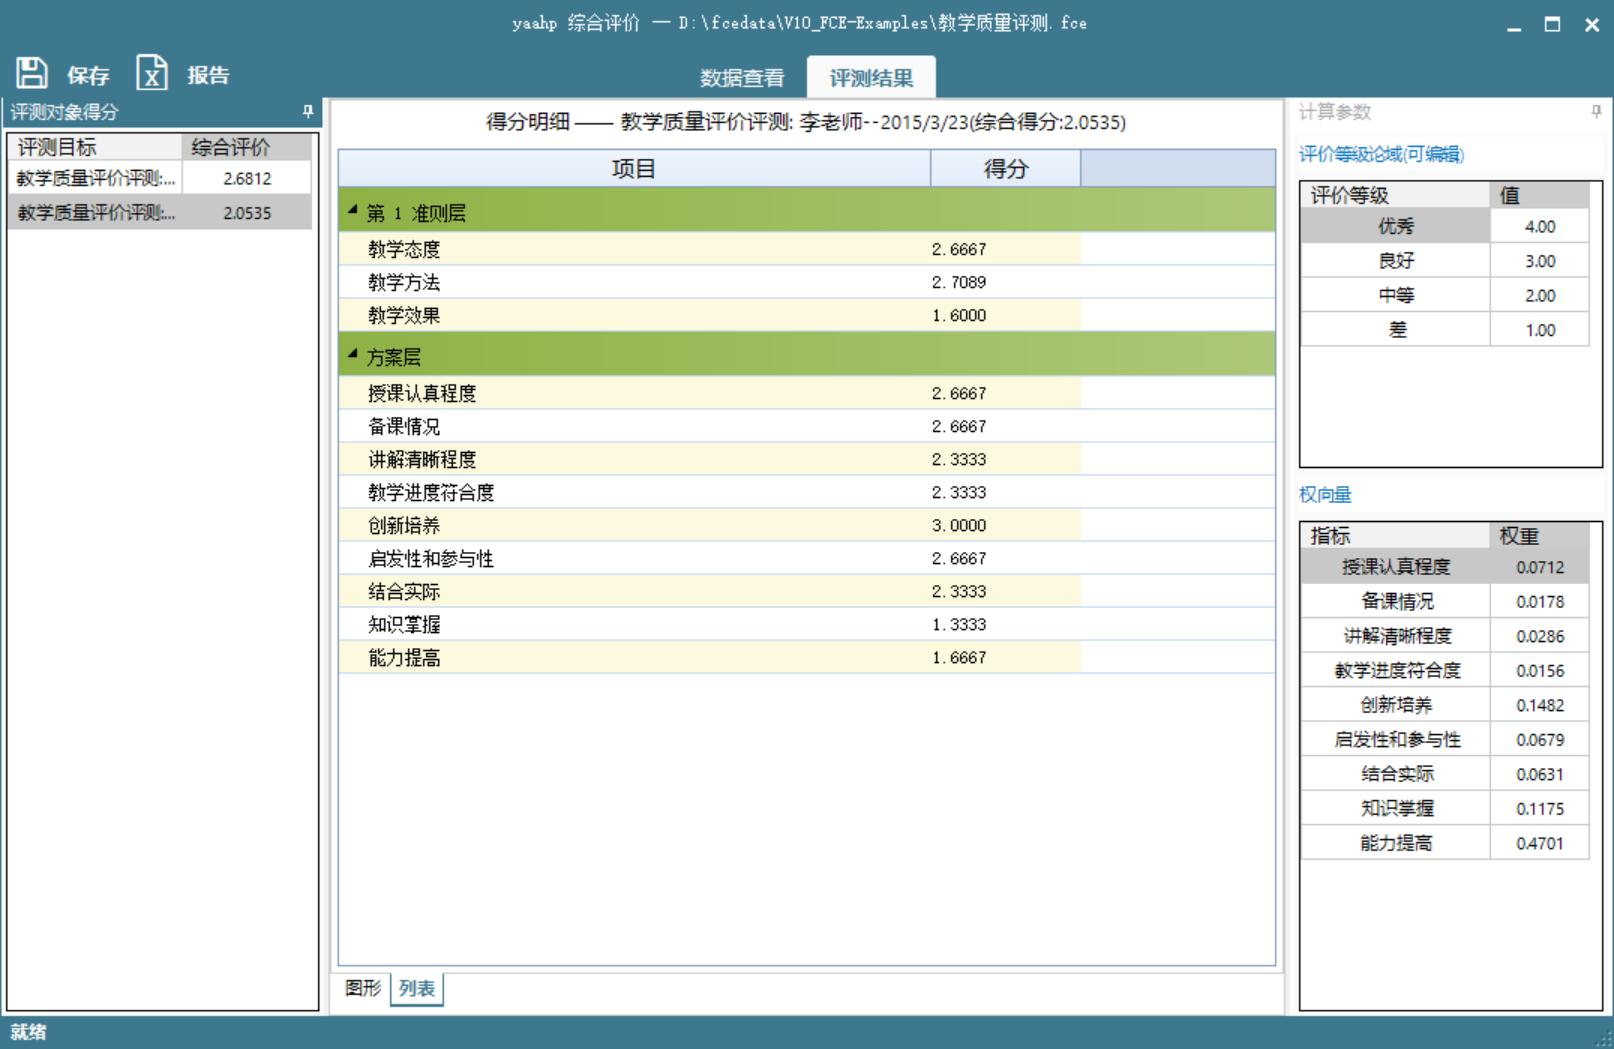 yaahp 综合评价 — D:\fcedata\V10_FCE-Examples\教学质量评测.fce
保存 报告 数据查看 评测结果
评测对象得分
评测目标 综合评价
教学质量评价评测:... 2.6812
教学质量评价评测:... 2.0535
得分明细 —— 教学质量评价评测: 李老师--2015/3/23(综合得分:2.0535)
项目 得分
第 1 准则层
教学态度 2.6667
教学方法 2.7089
教学效果 1.6000
方案层
授课认真程度 2.6667
备课情况 2.6667
讲解清晰程度 2.3333
教学进度符合度 2.3333
创新培养 3.0000
启发性和参与性 2.6667
结合实际 2.3333
知识掌握 1.3333
能力提高 1.6667
图形 列表
计算参数
评价等级论域(可编辑)
评价等级 值
优秀 4.00
良好 3.00
中等 2.00
差 1.00
权向量
指标 权重
授课认真程度 0.0712
备课情况 0.0178
讲解清晰程度 0.0286
教学进度符合度 0.0156
创新培养 0.1482
启发性和参与性 0.0679
结合实际 0.0631
知识掌握 0.1175
能力提高 0.4701
就绪